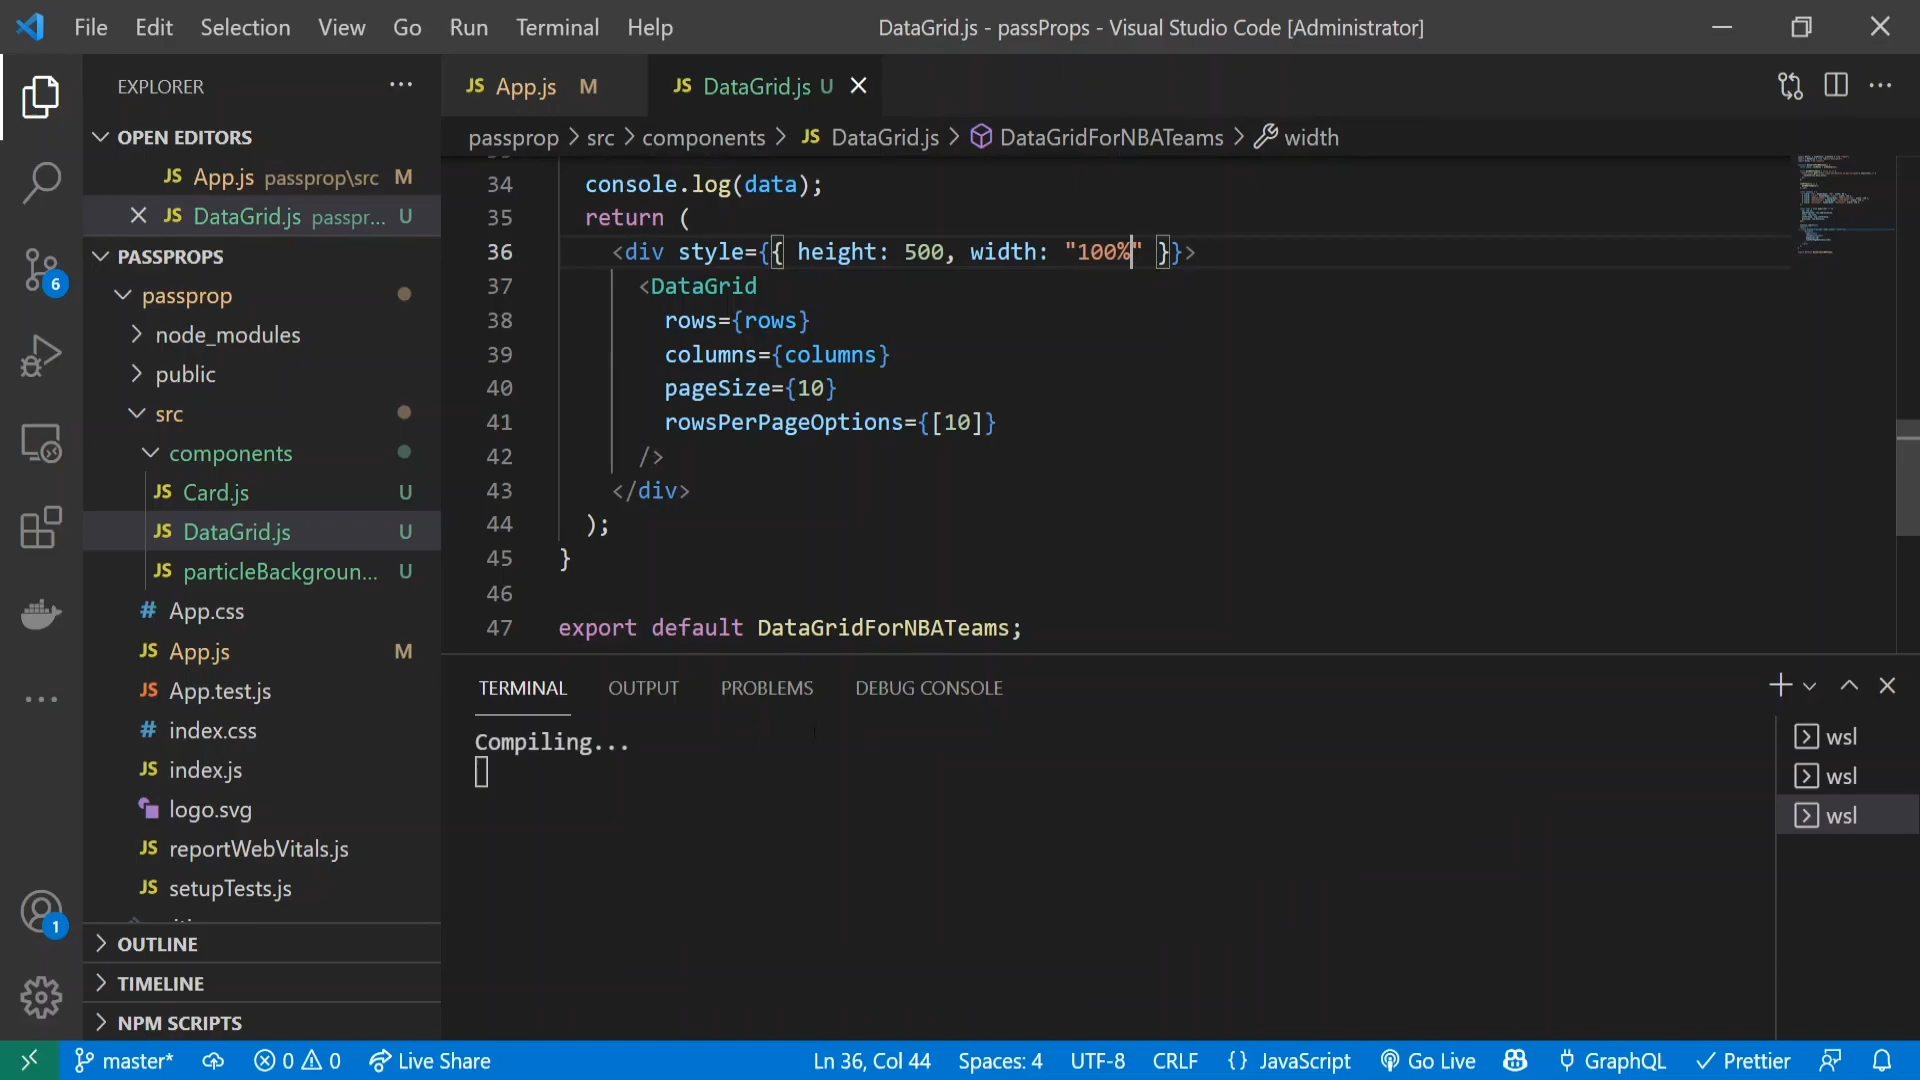 File Edit Selection View Go Run Terminal Help DataGrid.js - passProps - Visual Studio Code [Administrator]
EXPLORER
OPEN EDITORS
JS App.js passprop\src M
JS DataGrid.js passpr... U
PASSPROPS
passprop
node_modules
public
src
components
JS Card.js U
JS DataGrid.js U
JS particleBackgroun... U
# App.css
JS App.js M
JS App.test.js
# index.css
JS index.js
logo.svg
JS reportWebVitals.js
JS setupTests.js
OUTLINE
TIMELINE
NPM SCRIPTS
6
1
JS App.js M JS DataGrid.js U
passprop > src > components > JS DataGrid.js > DataGridForNBATeams > width
34 console.log(data);
35 return (
36 <div style={{ height: 500, width: "100%" }}>
37 <DataGrid
38 rows={rows}
39 columns={columns}
40 pageSize={10}
41 rowsPerPageOptions={[10]}
42 />
43 </div>
44 );
45 }
46
47 export default DataGridForNBATeams;
TERMINAL OUTPUT PROBLEMS DEBUG CONSOLE
Compiling...
wsl
wsl
wsl
master* 0 0 Live Share Ln 36, Col 44 Spaces: 4 UTF-8 CRLF {} JavaScript Go Live GraphQL Prettier